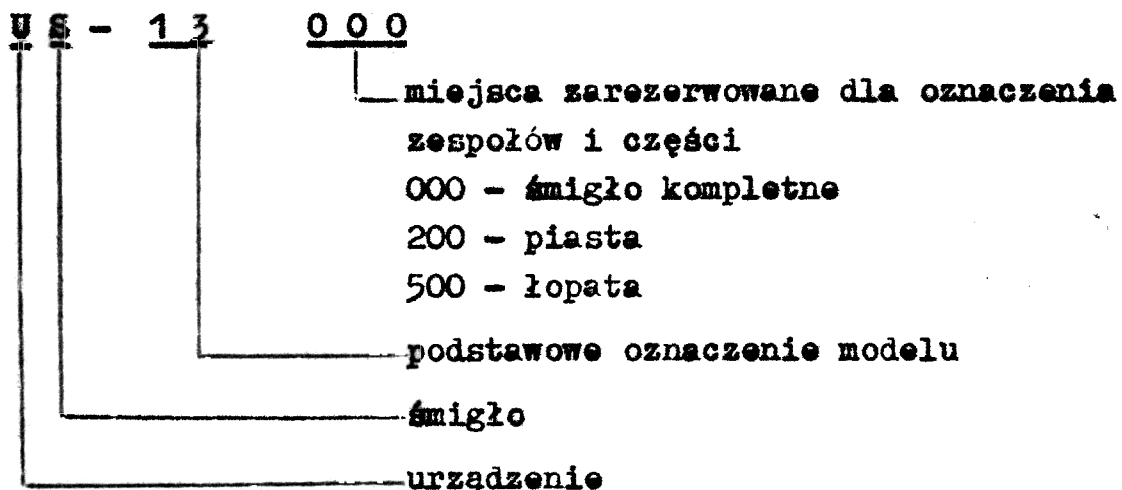 US - 13 000
miejsca zarezerwowane dla oznaczenia
zespołów i części
000 - śmigło kompletne
200 - piasta
500 - łopata
podstawowe oznaczenie modelu
śmigło
urządzenie